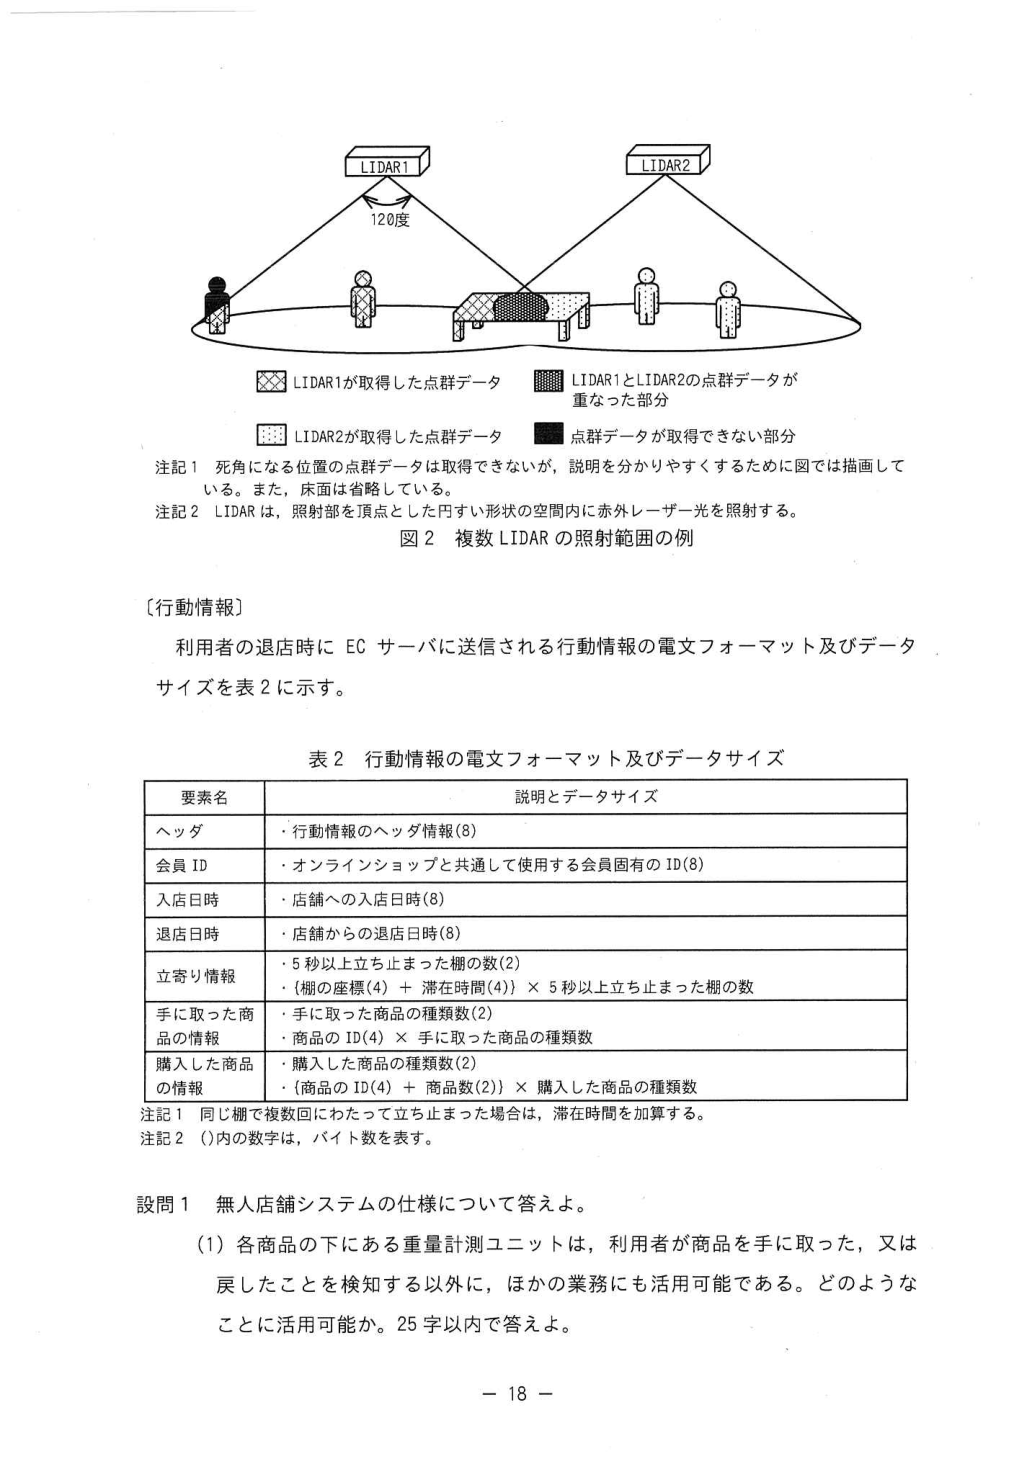 LIDAR1
LIDAR2
120度
LIDAR1が取得した点群データ
LIDAR1とLIDAR2の点群データが
重なった部分
LIDAR2が取得した点群データ
点群データが取得できない部分
注記1　死角になる位置の点群データは取得できないが，説明を分かりやすくするために図では描画して
いる。また，床面は省略している。
注記2　LIDAR は，照射部を頂点とした円すい形状の空間内に赤外レーザー光を照射する。
図2　複数 LIDAR の照射範囲の例
〔行動情報〕
利用者の退店時に EC サーバに送信される行動情報の電文フォーマット及びデータ
サイズを表2に示す。
表2　行動情報の電文フォーマット及びデータサイズ
要素名　説明とデータサイズ
ヘッダ　・行動情報のヘッダ情報(8)
会員 ID　・オンラインショップと共通して使用する会員固有の ID(8)
入店日時　・店舗への入店日時(8)
退店日時　・店舗からの退店日時(8)
立寄り情報　・5秒以上立ち止まった棚の数(2)
・{棚の座標(4) ＋ 滞在時間(4)} × 5秒以上立ち止まった棚の数
手に取った商　・手に取った商品の種類数(2)
品の情報　・商品の ID(4) × 手に取った商品の種類数
購入した商品　・購入した商品の種類数(2)
の情報　・{商品の ID(4) ＋ 商品数(2)} × 購入した商品の種類数
注記1　同じ棚で複数回にわたって立ち止まった場合は，滞在時間を加算する。
注記2　()内の数字は，バイト数を表す。
設問1　無人店舗システムの仕様について答えよ。
(1) 各商品の下にある重量計測ユニットは，利用者が商品を手に取った，又は
戻したことを検知する以外に，ほかの業務にも活用可能である。どのような
ことに活用可能か。25字以内で答えよ。
－ 18 －